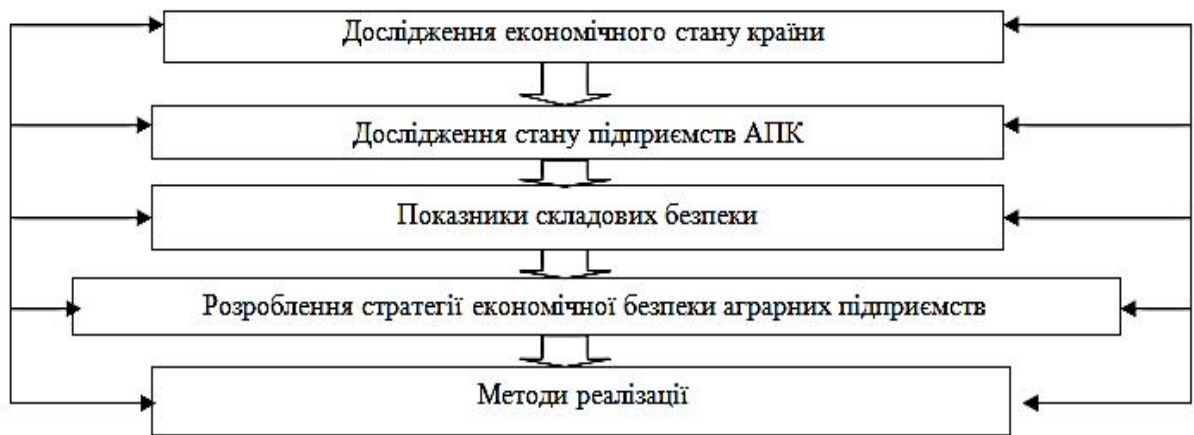 Дослідження економічного стану країни
Дослідження стану підприємств АПК
Показники складових безпеки
Розроблення стратегії економічної безпеки аграрних підприємств
Методи реалізації